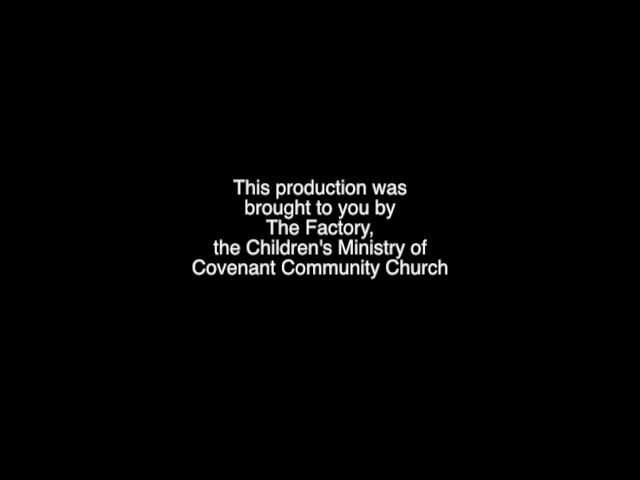 This production was
brought to you by
The Factory,
the Children's Ministry of
Covenant Community Church